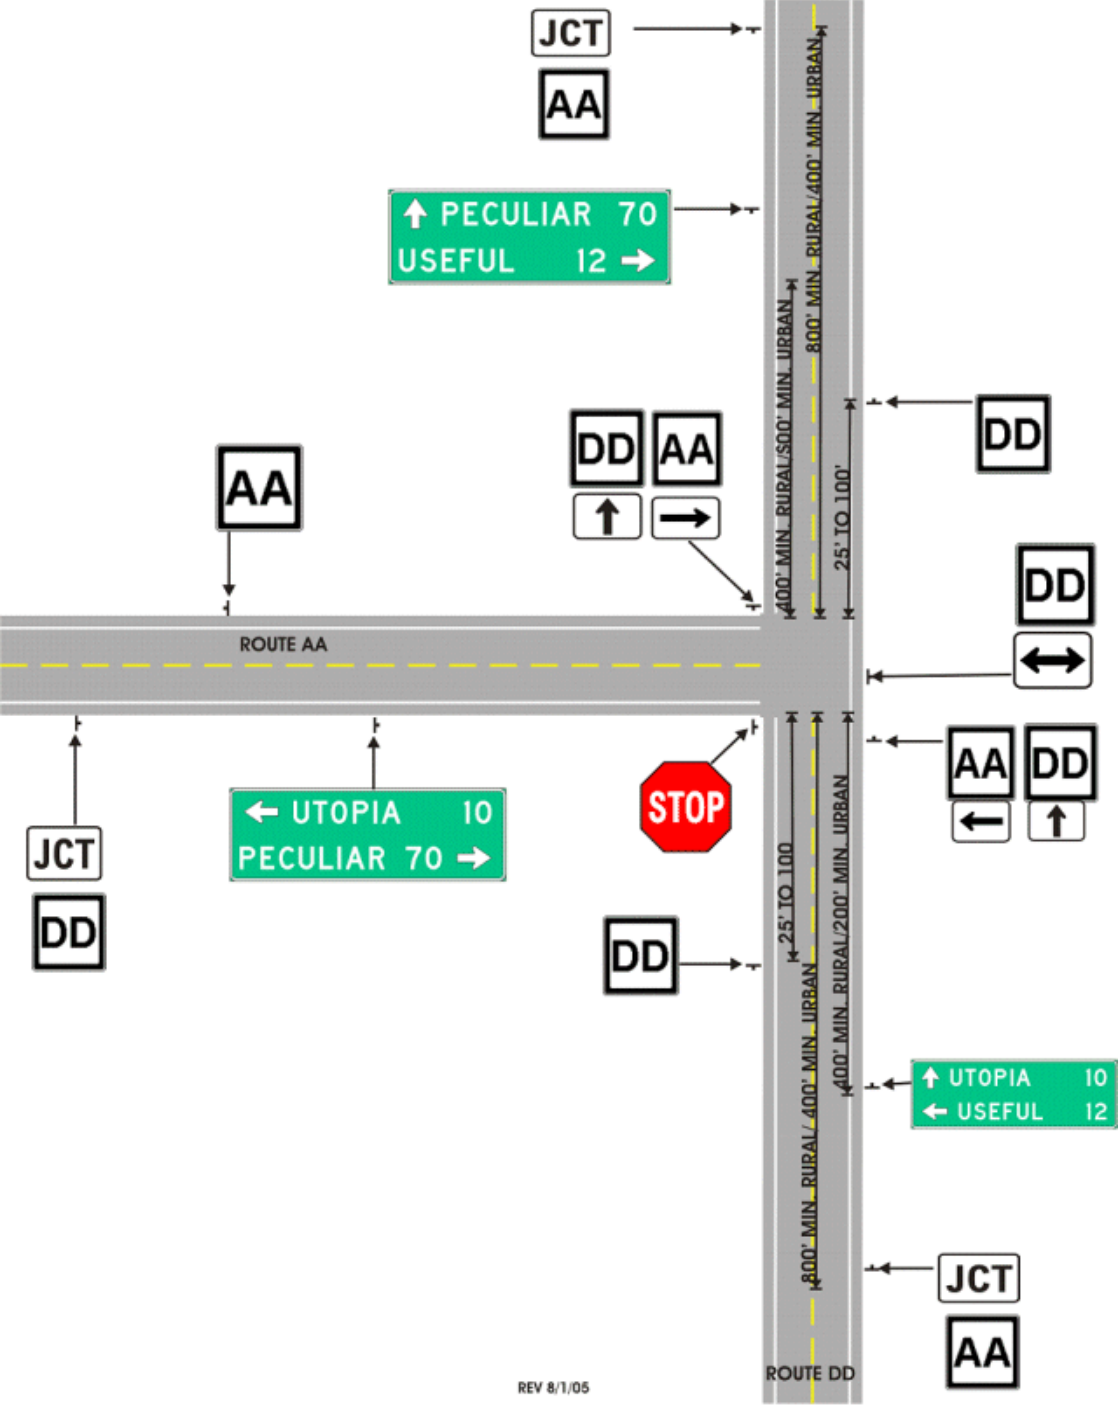 JCT
AA
PECULIAR 70
USEFUL 12
800' MIN. RURAL/400' MIN. URBAN
400' MIN. RURAL/S00' MIN. URBAN
25' TO 100'
DD
DD AA
AA
DD
ROUTE AA
AA DD
STOP
UTOPIA 10
PECULIAR 70
JCT
DD
25' TO 100
400' MIN. RURAL/200' MIN. URBAN
800' MIN. RURAL/ 400' MIN. URBAN
DD
UTOPIA 10
USEFUL 12
JCT
AA
ROUTE DD
REV 8/1/05